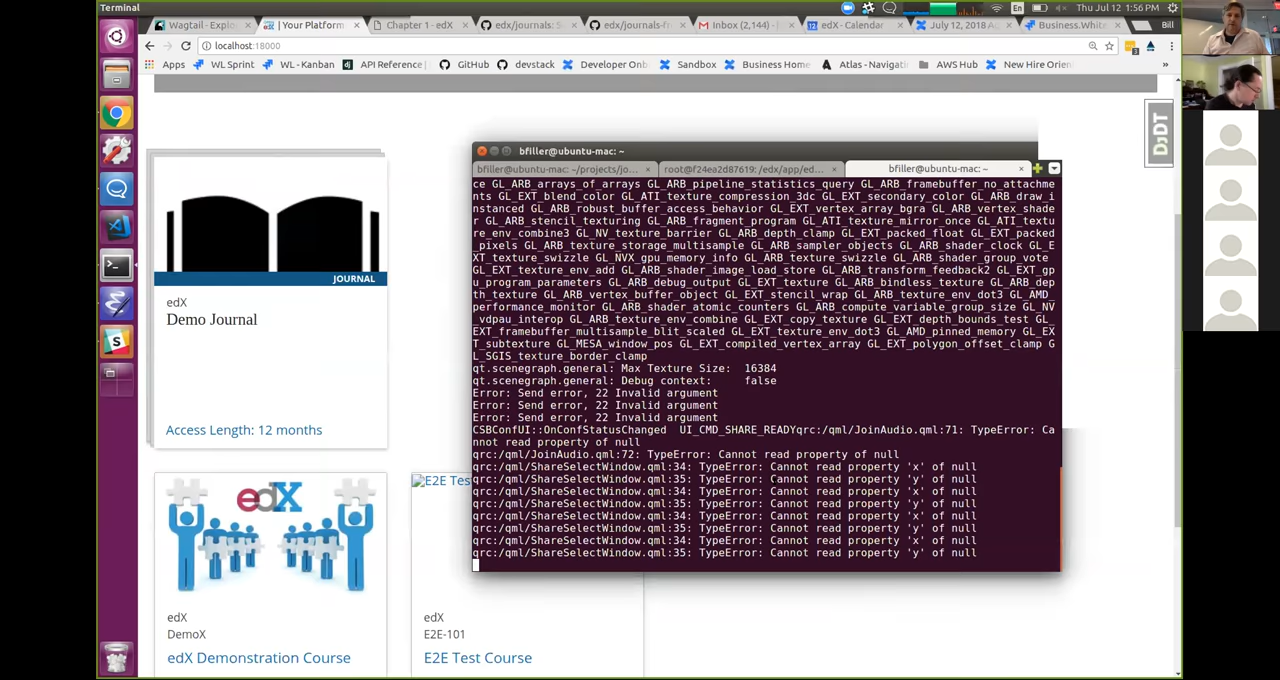 Terminal
En
Thu Jul 12 1:56 PM
Wagtail - Explo
| Your Platform
Chapter 1 - edX
edx/journals: S
edx/journals-fr
Inbox (2,144)
edX - Calendar
July 12, 2018 A
Business.White
Bill
localhost:18000
Apps
WL Sprint
WL - Kanban
API Reference
GitHub
devstack
Developer Onb
Sandbox
Business Home
Atlas - Navigati
AWS Hub
New Hire Orien
»
DjDT
JOURNAL
edX
Demo Journal
Access Length: 12 months
edX
edX
DemoX
edX Demonstration Course
E2E Test
edX
E2E-101
E2E Test Course
bfiller@ubuntu-mac: ~
bfiller@ubuntu-mac: ~/projects/jo...
root@f24ea2d87619: /edx/app/ed...
bfiller@ubuntu-mac: ~
ce GL_ARB_arrays_of_arrays GL_ARB_pipeline_statistics_query GL_ARB_framebuffer_no_attachme
nts GL_EXT_blend_color GL_ATI_texture_compression_3dc GL_EXT_secondary_color GL_ARB_draw_i
nstanced GL_ARB_robust_buffer_access_behavior GL_EXT_vertex_array_bgra GL_ARB_vertex_shade
r GL_ARB_stencil_texturing GL_ARB_fragment_program GL_ATI_texture_mirror_once GL_ATI_textu
re_env_combine3 GL_NV_texture_barrier GL_ARB_depth_clamp GL_EXT_packed_float GL_EXT_packed
_pixels GL_ARB_texture_storage_multisample GL_ARB_sampler_objects GL_ARB_shader_clock GL_E
XT_texture_swizzle GL_NVX_gpu_memory_info GL_ARB_texture_swizzle GL_ARB_shader_group_vote
GL_EXT_texture_env_add GL_ARB_shader_image_load_store GL_ARB_transform_feedback2 GL_EXT_gp
u_program_parameters GL_ARB_debug_output GL_EXT_texture GL_ARB_bindless_texture GL_ARB_dep
th_texture GL_ARB_vertex_buffer_object GL_EXT_stencil_wrap GL_ARB_texture_env_dot3 GL_AMD_
performance_monitor GL_ARB_shader_atomic_counters GL_ARB_compute_variable_group_size GL_NV
_vdpau_interop GL_ARB_texture_env_combine GL_EXT_copy_texture GL_EXT_depth_bounds_test GL_
EXT_framebuffer_multisample_blit_scaled GL_EXT_texture_env_dot3 GL_AMD_pinned_memory GL_EX
T_subtexture GL_MESA_window_pos GL_EXT_compiled_vertex_array GL_EXT_polygon_offset_clamp G
L_SGIS_texture_border_clamp
qt.scenegraph.general: Max Texture Size:  16384
qt.scenegraph.general: Debug context:     false
Error: Send error, 22 Invalid argument
Error: Send error, 22 Invalid argument
Error: Send error, 22 Invalid argument
CSBConfUI::OnConfStatusChanged  UI_CMD_SHARE_READYqrc:/qml/JoinAudio.qml:71: TypeError: Ca
nnot read property of null
qrc:/qml/JoinAudio.qml:72: TypeError: Cannot read property of null
qrc:/qml/ShareSelectWindow.qml:34: TypeError: Cannot read property 'x' of null
qrc:/qml/ShareSelectWindow.qml:35: TypeError: Cannot read property 'y' of null
qrc:/qml/ShareSelectWindow.qml:34: TypeError: Cannot read property 'x' of null
qrc:/qml/ShareSelectWindow.qml:35: TypeError: Cannot read property 'y' of null
qrc:/qml/ShareSelectWindow.qml:34: TypeError: Cannot read property 'x' of null
qrc:/qml/ShareSelectWindow.qml:35: TypeError: Cannot read property 'y' of null
qrc:/qml/ShareSelectWindow.qml:34: TypeError: Cannot read property 'x' of null
qrc:/qml/ShareSelectWindow.qml:35: TypeError: Cannot read property 'y' of null